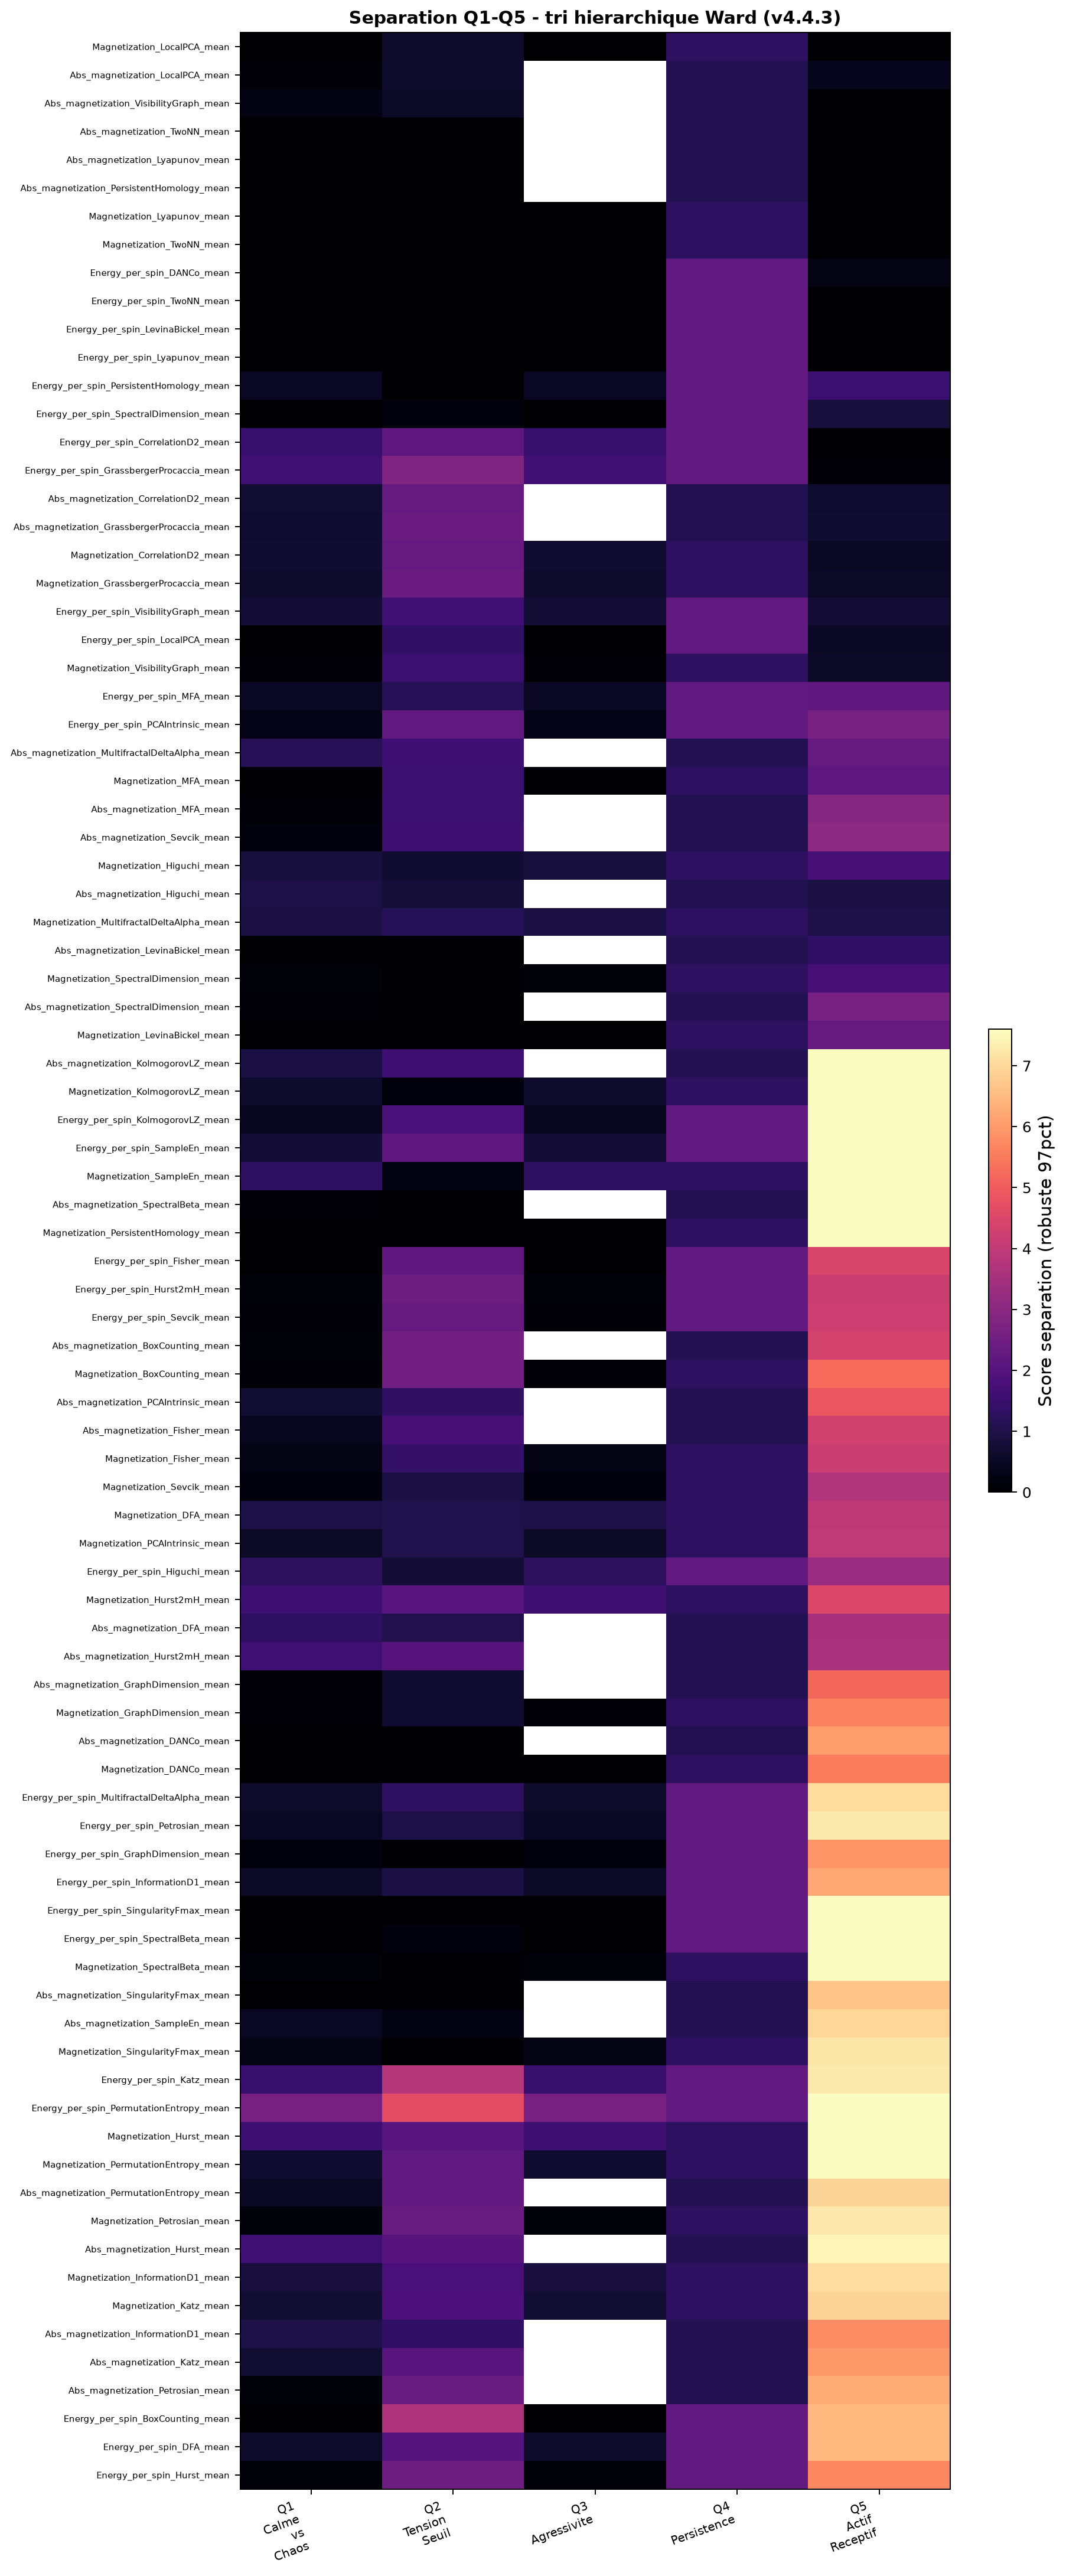 Separation Q1-Q5 - tri hierarchique Ward (v4.4.3)
Magnetization_LocalPCA_mean
Abs_magnetization_LocalPCA_mean
Abs_magnetization_VisibilityGraph_mean
Abs_magnetization_TwoNN_mean
Abs_magnetization_Lyapunov_mean
Abs_magnetization_PersistentHomology_mean
Magnetization_Lyapunov_mean
Magnetization_TwoNN_mean
Energy_per_spin_DANCo_mean
Energy_per_spin_TwoNN_mean
Energy_per_spin_LevinaBickel_mean
Energy_per_spin_Lyapunov_mean
Energy_per_spin_PersistentHomology_mean
Energy_per_spin_SpectralDimension_mean
Energy_per_spin_CorrelationD2_mean
Energy_per_spin_GrassbergerProcaccia_mean
Abs_magnetization_CorrelationD2_mean
Abs_magnetization_GrassbergerProcaccia_mean
Magnetization_CorrelationD2_mean
Magnetization_GrassbergerProcaccia_mean
Energy_per_spin_VisibilityGraph_mean
Energy_per_spin_LocalPCA_mean
Magnetization_VisibilityGraph_mean
Energy_per_spin_MFA_mean
Energy_per_spin_PCAIntrinsic_mean
Abs_magnetization_MultifractalDeltaAlpha_mean
Magnetization_MFA_mean
Abs_magnetization_MFA_mean
Abs_magnetization_Sevcik_mean
Magnetization_Higuchi_mean
Abs_magnetization_Higuchi_mean
Magnetization_MultifractalDeltaAlpha_mean
Abs_magnetization_LevinaBickel_mean
Magnetization_SpectralDimension_mean
Abs_magnetization_SpectralDimension_mean
Magnetization_LevinaBickel_mean
Abs_magnetization_KolmogorovLZ_mean
Magnetization_KolmogorovLZ_mean
Energy_per_spin_KolmogorovLZ_mean
Energy_per_spin_SampleEn_mean
Magnetization_SampleEn_mean
Abs_magnetization_SpectralBeta_mean
Magnetization_PersistentHomology_mean
Energy_per_spin_Fisher_mean
Energy_per_spin_Hurst2mH_mean
Energy_per_spin_Sevcik_mean
Abs_magnetization_BoxCounting_mean
Magnetization_BoxCounting_mean
Abs_magnetization_PCAIntrinsic_mean
Abs_magnetization_Fisher_mean
Magnetization_Fisher_mean
Magnetization_Sevcik_mean
Magnetization_DFA_mean
Magnetization_PCAIntrinsic_mean
Energy_per_spin_Higuchi_mean
Magnetization_Hurst2mH_mean
Abs_magnetization_DFA_mean
Abs_magnetization_Hurst2mH_mean
Abs_magnetization_GraphDimension_mean
Magnetization_GraphDimension_mean
Abs_magnetization_DANCo_mean
Magnetization_DANCo_mean
Energy_per_spin_MultifractalDeltaAlpha_mean
Energy_per_spin_Petrosian_mean
Energy_per_spin_GraphDimension_mean
Energy_per_spin_InformationD1_mean
Energy_per_spin_SingularityFmax_mean
Energy_per_spin_SpectralBeta_mean
Magnetization_SpectralBeta_mean
Abs_magnetization_SingularityFmax_mean
Abs_magnetization_SampleEn_mean
Magnetization_SingularityFmax_mean
Energy_per_spin_Katz_mean
Energy_per_spin_PermutationEntropy_mean
Magnetization_Hurst_mean
Magnetization_PermutationEntropy_mean
Abs_magnetization_PermutationEntropy_mean
Magnetization_Petrosian_mean
Abs_magnetization_Hurst_mean
Magnetization_InformationD1_mean
Magnetization_Katz_mean
Abs_magnetization_InformationD1_mean
Abs_magnetization_Katz_mean
Abs_magnetization_Petrosian_mean
Energy_per_spin_BoxCounting_mean
Energy_per_spin_DFA_mean
Energy_per_spin_Hurst_mean
Q1
Calme
vs
Chaos
Q2
Tension
Seuil
Q3
Agressivite
Q4
Persistence
Q5
Actif
Receptif
7
6
5
4
3
2
1
0
Score separation (robuste 97pct)